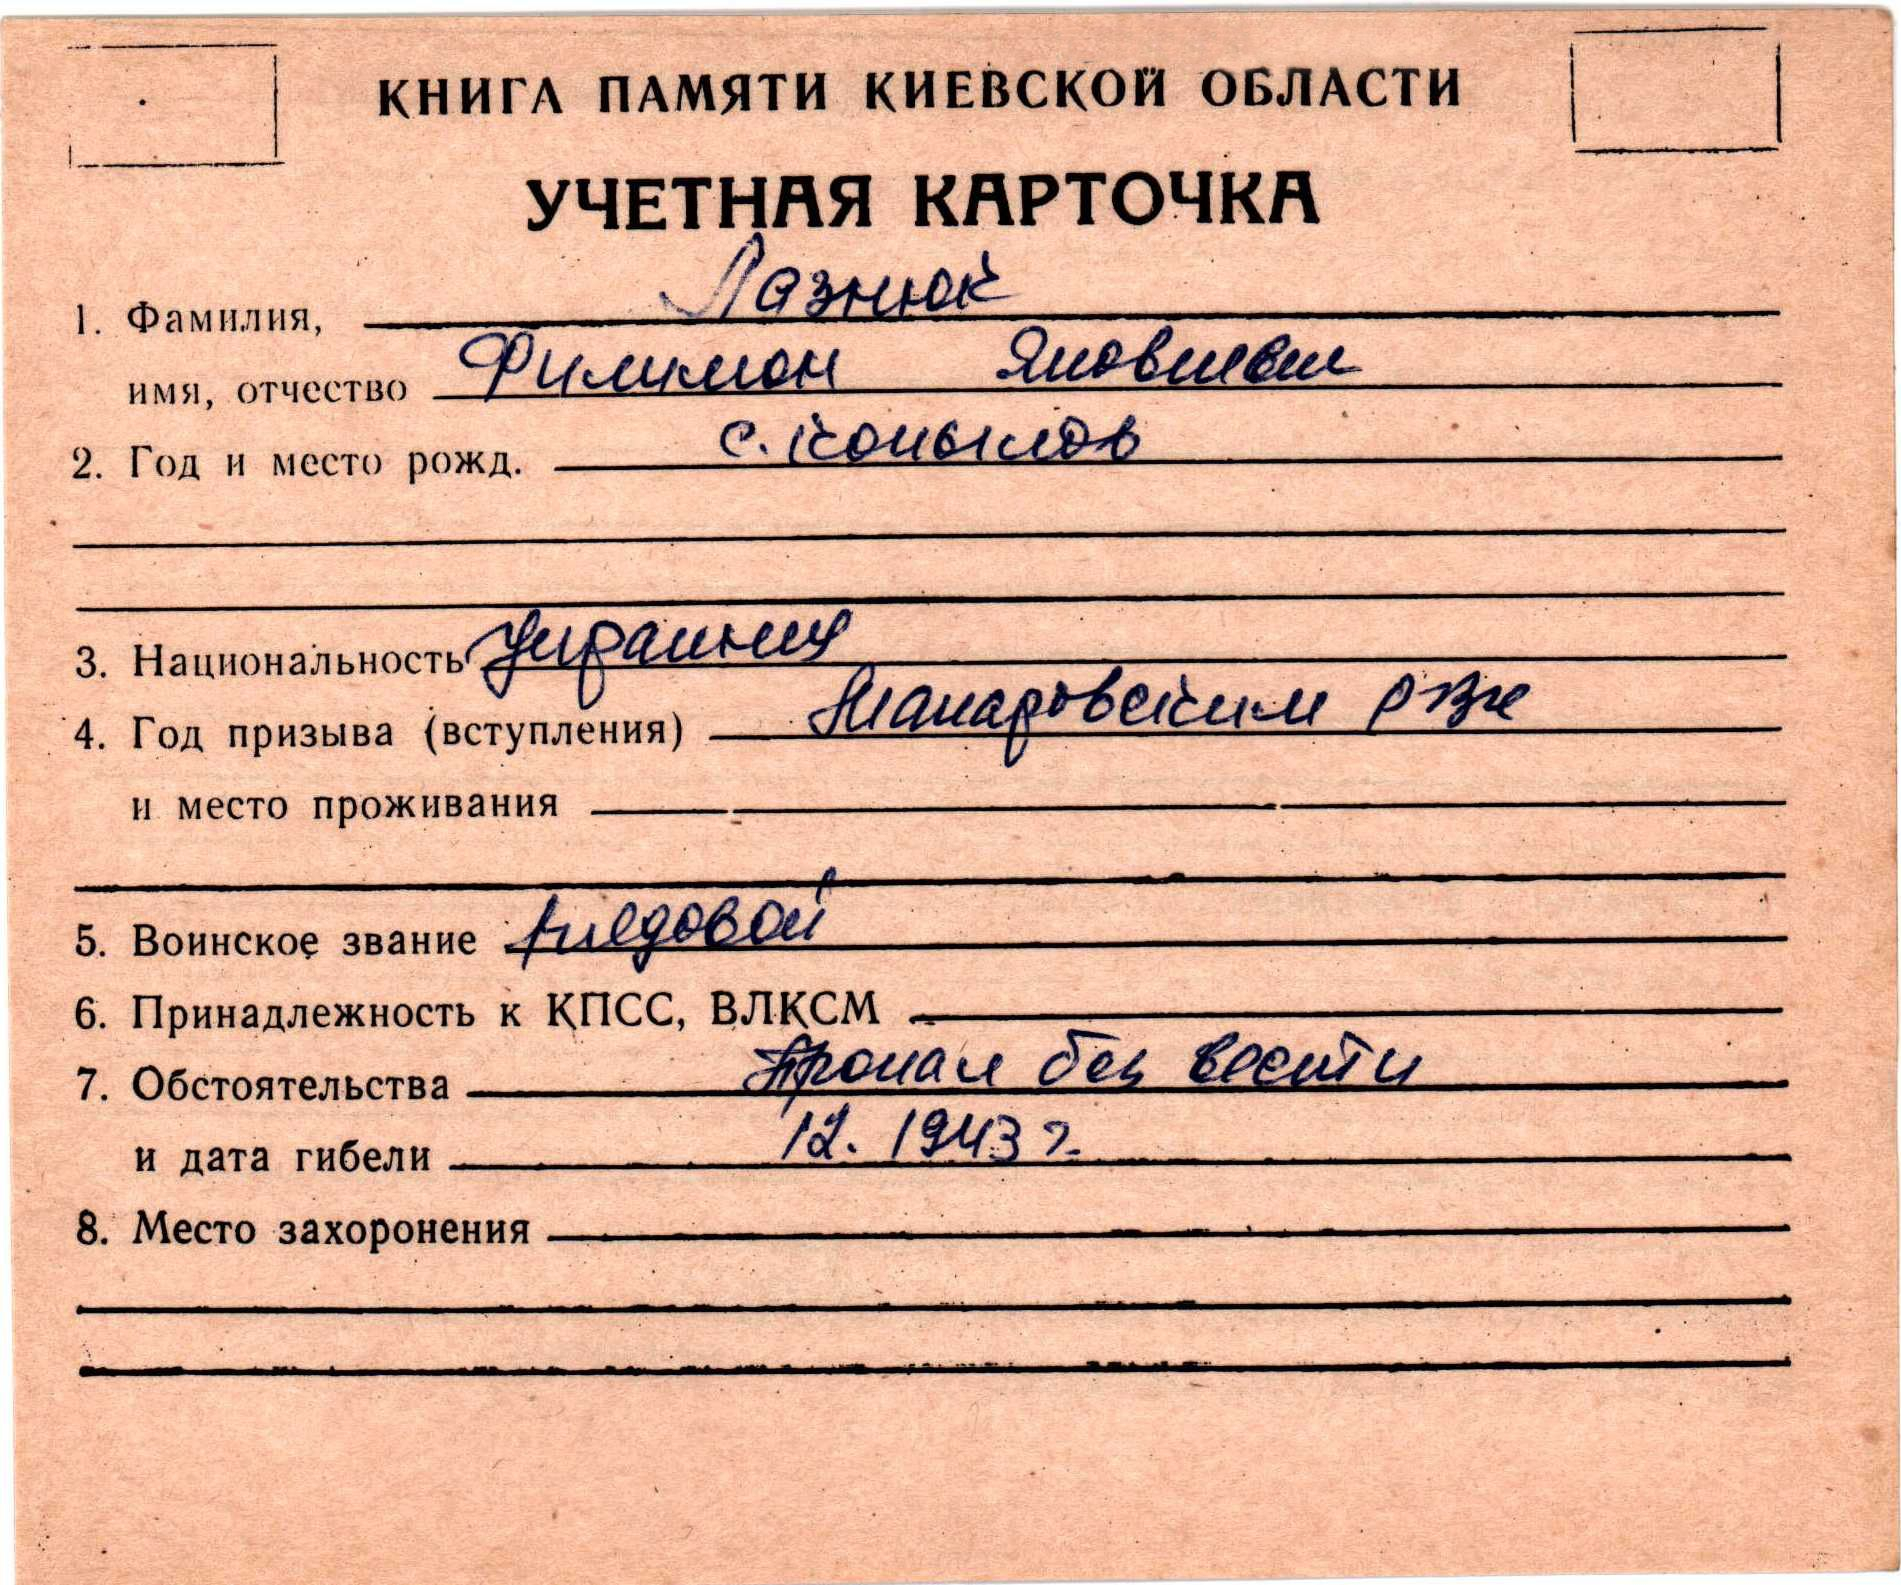 КНИГА ПАМЯТИ КИЕВСКОЙ ОБЛАСТИ
УЧЕТНАЯ КАРТОЧКА
1. Фамилия, Лазнюк
имя, отчество Филимон Яковлевич
2. Год и место рожд. с. Копылов
3. Национальность украинец
4. Год призыва (вступления) Макаровским РВК
и место проживания
5. Воинское звание рядовой
6. Принадлежность к КПСС, ВЛКСМ
7. Обстоятельства Пропал без вести
и дата гибели 12. 1943 г.
8. Место захоронения